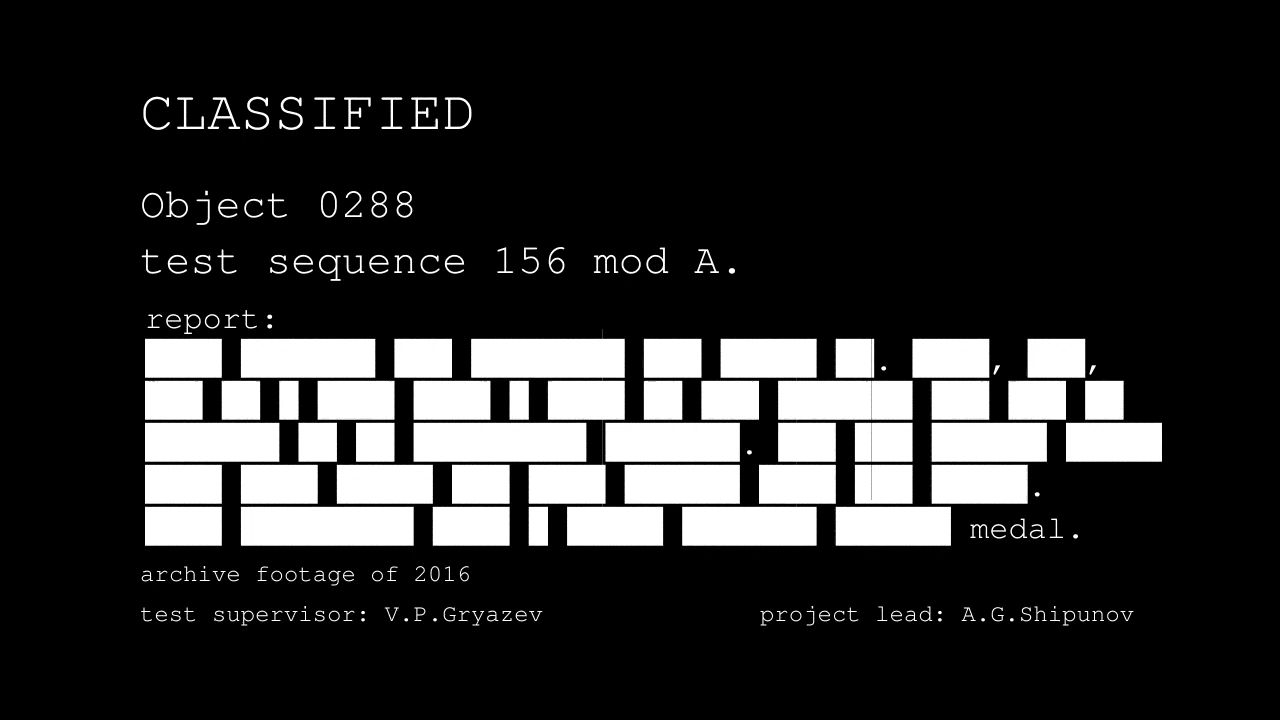 CLASSIFIED
Object 0288
test sequence 156 mod A.
report:
. , ,
.
.
medal.
archive footage of 2016
test supervisor: V.P.Gryazev project lead: A.G.Shipunov